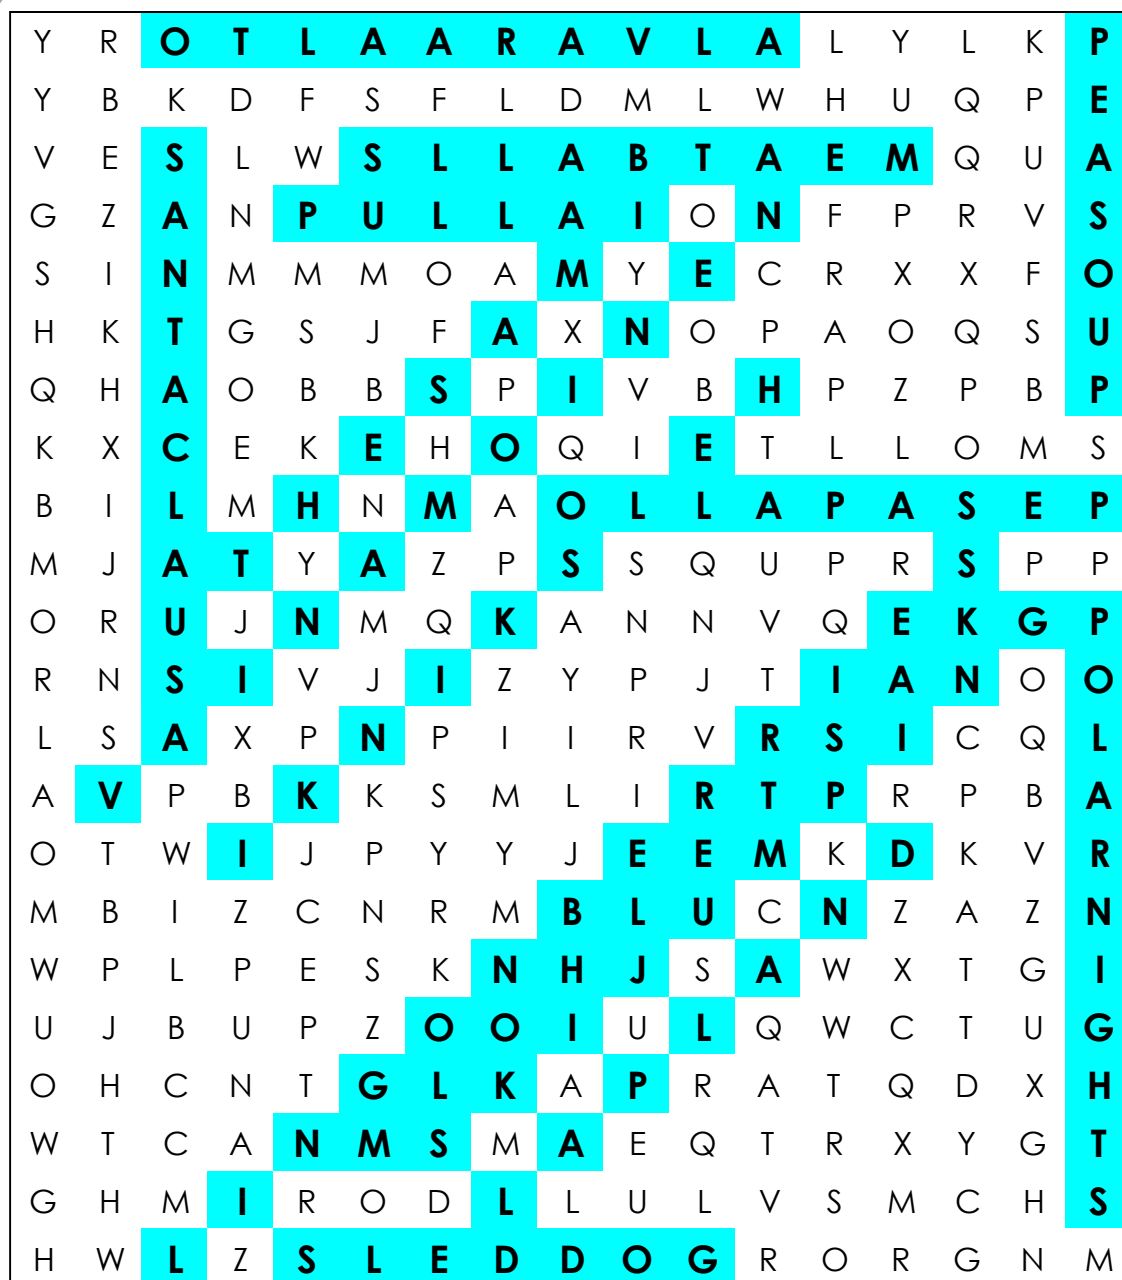 Y R O T L A A R A V L A L Y L K P
Y B K D F S F L D M L W H U Q P E
V E S L W S L L A B T A E M Q U A
G Z A N P U L L A I O N F P R V S
S I N M M M O A M Y E C R X X F O
H K T G S J F A X N O P A O Q S U
Q H A O B B S P I V B H P Z P B P
K X C E K E H O Q I E T L L O M S
B I L M H N M A O L L A P A S E P
M J A T Y A Z P S S Q U P R S P P
O R U J N M Q K A N N V Q E K G P
R N S I V J I Z Y P J T I A N O O
L S A X P N P I I R V R S I C Q L
A V P B K K S M L I R T P R P B A
O T W I J P Y Y J E E M K D K V R
M B I Z C N R M B L U C N Z A Z N
W P L P E S K N H J S A W X T G I
U J B U P Z O O I U L Q W C T U G
O H C N T G L K A P R A T Q D X H
W T C A N M S M A E Q T R X Y G T
G H M I R O D L L U L V S M C H S
H W L Z S L E D D O G R O R G N M